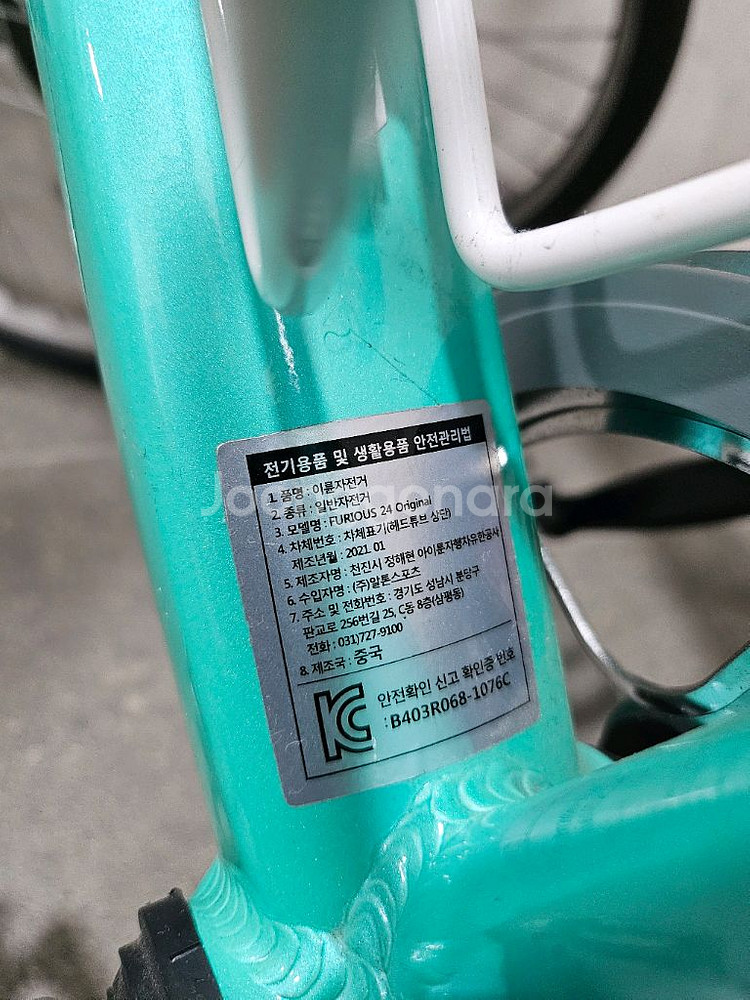 전기용품 및 생활용품 안전관리법
1. 품명 : 이륜자전거
2. 종류 : 일반자전거
3. 모델명 : FURIOUS 24 Original
4. 차체번호 : 차체표기(헤드튜브 상단)
제조년월 : 2021. 01
5. 제조자명 : 천진시 정해현 아이룬자행차유한공사
6. 수입자명 : (주)알톤스포츠
7. 주소 및 전화번호 : 경기도 성남시 분당구
판교로 256번길 25, C동 8층(삼평동)
전화 : 031)727-9100
8. 제조국 : 중국
안전확인 신고 확인증 번호
: B403R068-1076C